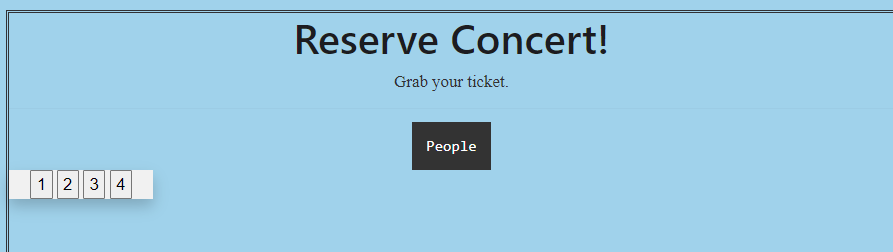 Reserve Concert!
Grab your ticket.
People
1 2 3 4